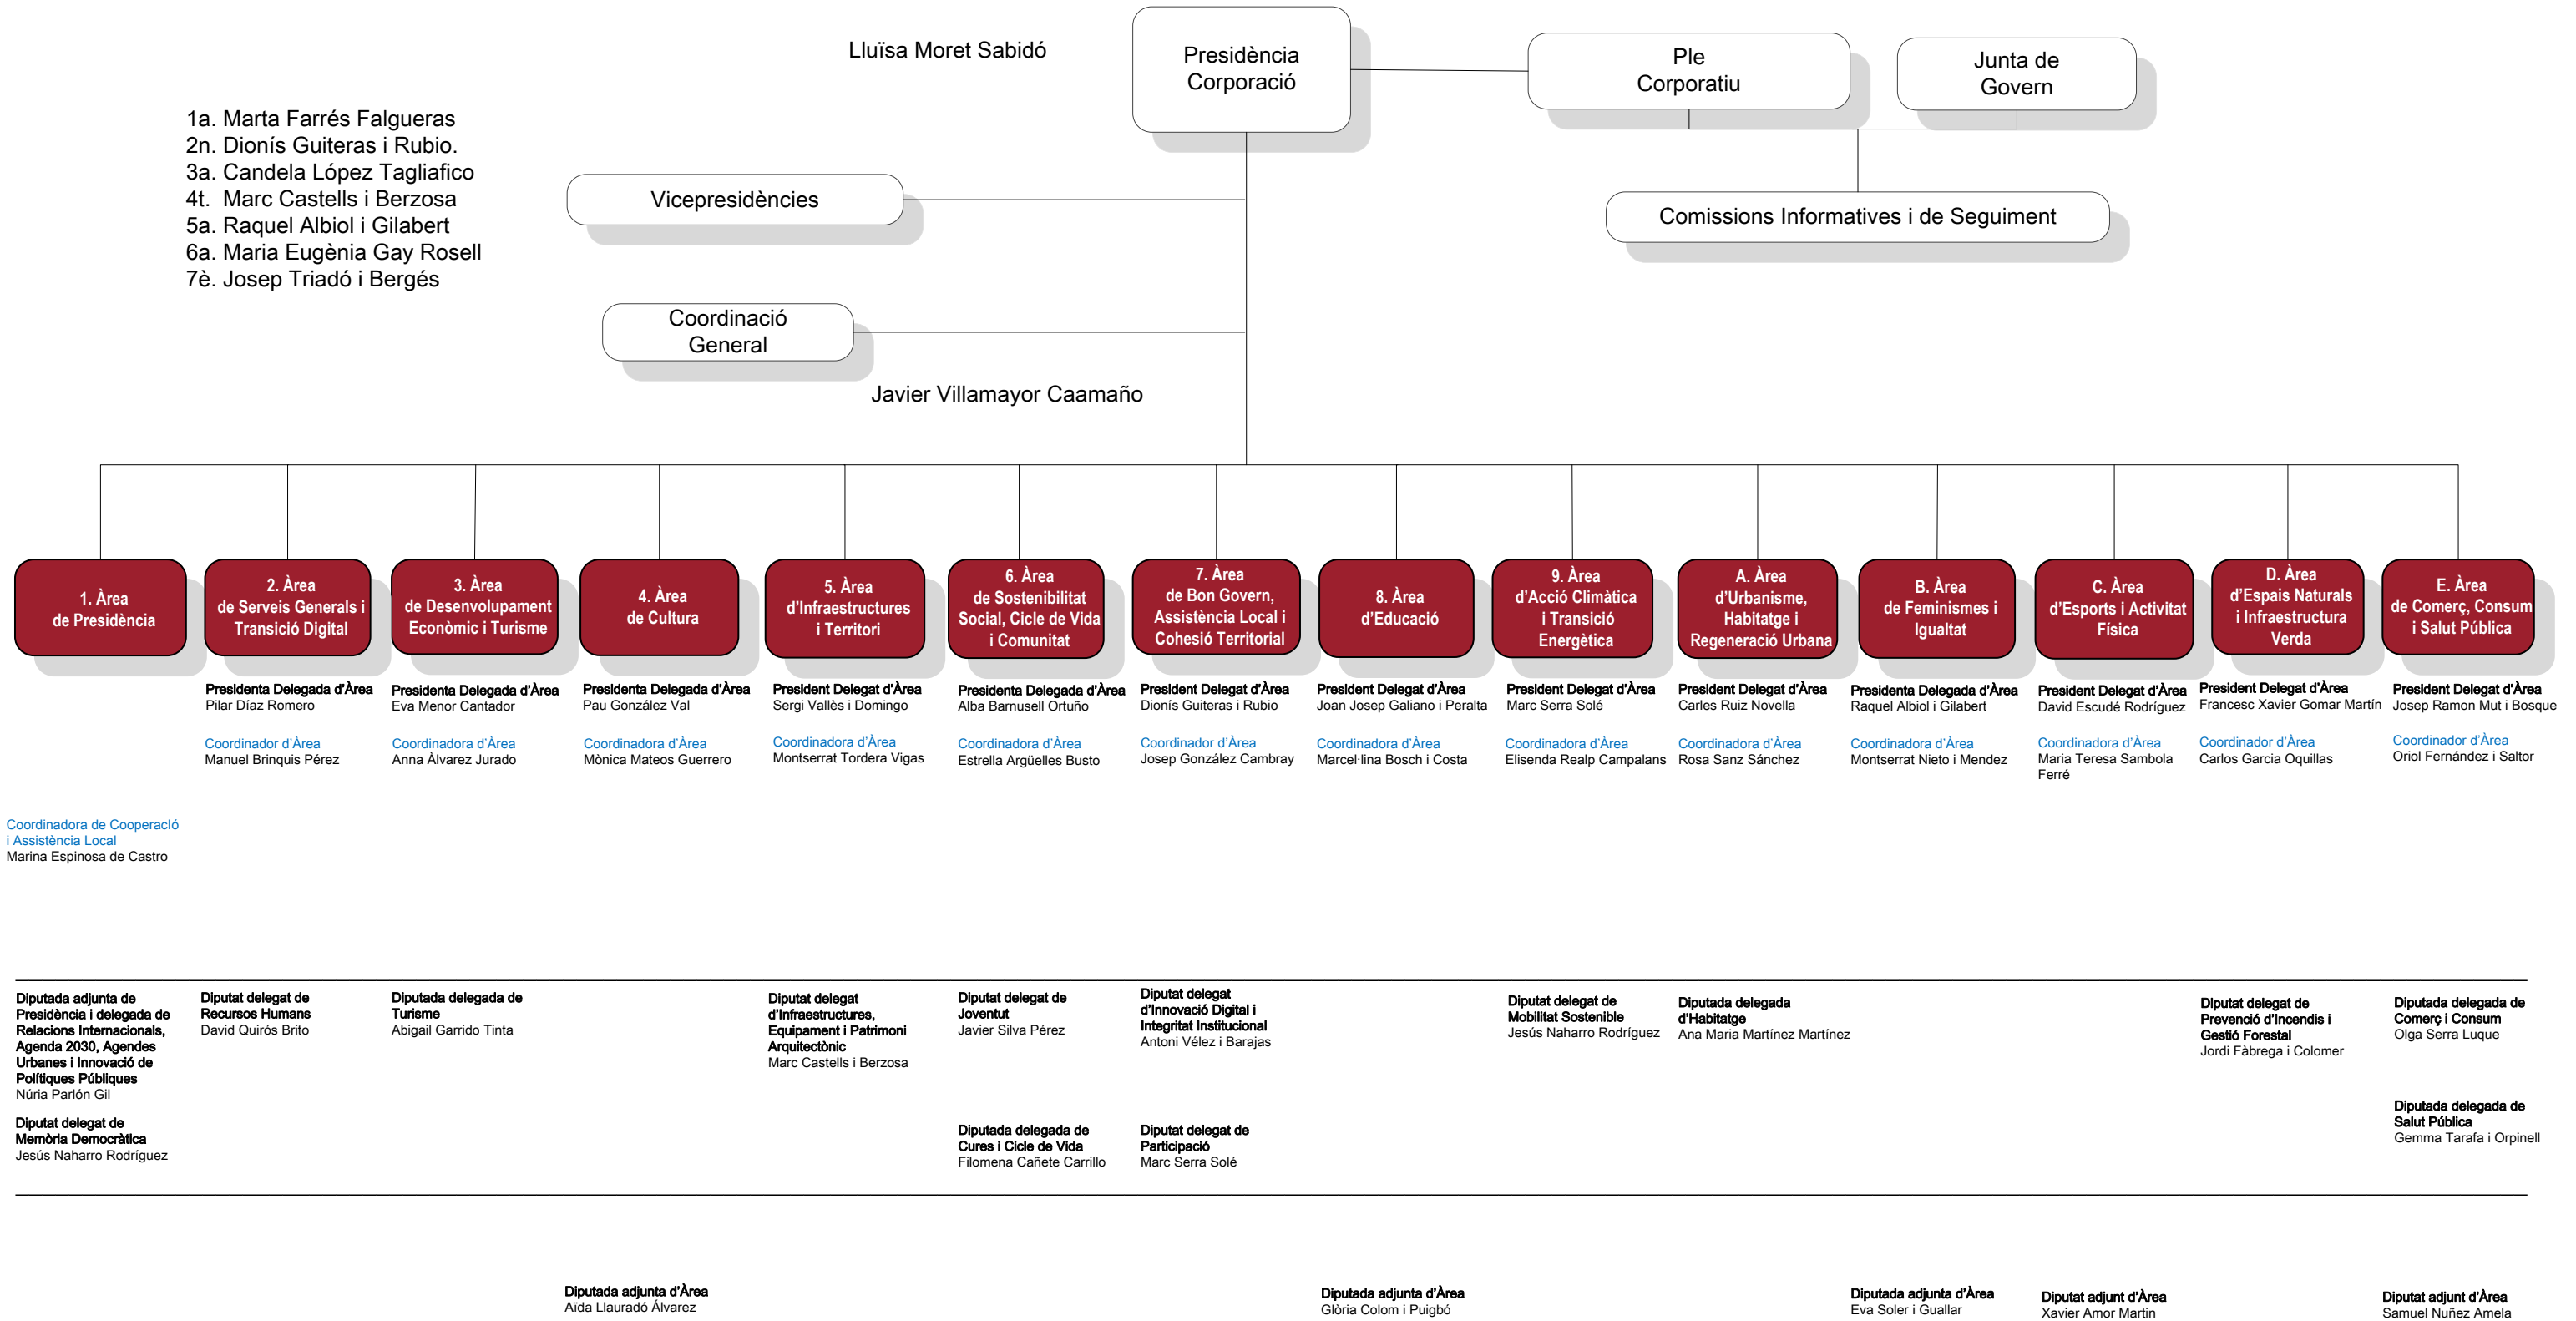 Lluïsa Moret Sabidó
Presidència
Corporació
Ple
Corporatiu
Junta de
Govern
1a. Marta Farrés Falgueras
2n. Dionís Guiteras i Rubio.
3a. Candela López Tagliafico
4t. Marc Castells i Berzosa
5a. Raquel Albiol i Gilabert
6a. Maria Eugènia Gay Rosell
7è. Josep Triadó i Bergés
Vicepresidències
Comissions Informatives i de Seguiment
Coordinació
General
Javier Villamayor Caamaño
1. Àrea
de Presidència
2. Àrea
de Serveis Generals i
Transició Digital
3. Àrea
de Desenvolupament
Econòmic i Turisme
4. Àrea
de Cultura
5. Àrea
d'Infraestructures
i Territori
6. Àrea
de Sostenibilitat
Social, Cicle de Vida
i Comunitat
7. Àrea
de Bon Govern,
Assistència Local i
Cohesió Territorial
8. Àrea
d'Educació
9. Àrea
d'Acció Climàtica
i Transició
Energètica
A. Àrea
d'Urbanisme,
Habitatge i
Regeneració Urbana
B. Àrea
de Feminismes i
Igualtat
C. Àrea
d'Esports i Activitat
Física
D. Àrea
d'Espais Naturals
i Infraestructura
Verda
E. Àrea
de Comerç, Consum
i Salut Pública
Presidenta Delegada d'Àrea
Pilar Díaz Romero
Presidenta Delegada d'Àrea
Eva Menor Cantador
Presidenta Delegada d'Àrea
Pau González Val
President Delegat d'Àrea
Sergi Vallès i Domingo
Presidenta Delegada d'Àrea
Alba Barnusell Ortuño
President Delegat d'Àrea
Dionís Guiteras i Rubio
President Delegat d'Àrea
Joan Josep Galiano i Peralta
President Delegat d'Àrea
Marc Serra Solé
President Delegat d'Àrea
Carles Ruiz Novella
Presidenta Delegada d'Àrea
Raquel Albiol i Gilabert
President Delegat d'Àrea
David Escudé Rodríguez
President Delegat d'Àrea
Francesc Xavier Gomar Martín
President Delegat d'Àrea
Josep Ramon Mut i Bosque
Coordinador d'Àrea
Manuel Brinquis Pérez
Coordinadora d'Àrea
Anna Àlvarez Jurado
Coordinadora d'Àrea
Mònica Mateos Guerrero
Coordinadora d'Àrea
Montserrat Tordera Vigas
Coordinadora d'Àrea
Estrella Argüelles Busto
Coordinador d'Àrea
Josep González Cambray
Coordinadora d'Àrea
Marcel·lina Bosch i Costa
Coordinadora d'Àrea
Elisenda Realp Campalans
Coordinadora d'Àrea
Rosa Sanz Sánchez
Coordinadora d'Àrea
Montserrat Nieto i Mendez
Coordinadora d'Àrea
Maria Teresa Sambola
Ferré
Coordinador d'Àrea
Carlos Garcia Oquillas
Coordinador d'Àrea
Oriol Fernández i Saltor
Coordinadora de Cooperació
i Assistència Local
Marina Espinosa de Castro
Diputada adjunta de
Presidència i delegada de
Relacions Internacionals,
Agenda 2030, Agendes
Urbanes i Innovació de
Polítiques Públiques
Núria Parlón Gil
Diputat delegat de
Recursos Humans
David Quirós Brito
Diputada delegada de
Turisme
Abigail Garrido Tinta
Diputat delegat
d'Infraestructures,
Equipament i Patrimoni
Arquitectònic
Marc Castells i Berzosa
Diputat delegat de
Joventut
Javier Silva Pérez
Diputat delegat
d'Innovació Digital i
Integritat Institucional
Antoni Vélez i Barajas
Diputat delegat de
Mobilitat Sostenible
Jesús Naharro Rodríguez
Diputada delegada
d'Habitatge
Ana Maria Martínez Martínez
Diputat delegat de
Prevenció d'Incendis i
Gestió Forestal
Jordi Fàbrega i Colomer
Diputada delegada de
Comerç i Consum
Olga Serra Luque
Diputat delegat de
Memòria Democràtica
Jesús Naharro Rodríguez
Diputada delegada de
Cures i Cicle de Vida
Filomena Cañete Carrillo
Diputat delegat de
Participació
Marc Serra Solé
Diputada delegada de
Salut Pública
Gemma Tarafa i Orpinell
Diputada adjunta d'Àrea
Aïda Llauradó Álvarez
Diputada adjunta d'Àrea
Glòria Colom i Puigbó
Diputada adjunta d'Àrea
Eva Soler i Guallar
Diputat adjunt d'Àrea
Xavier Amor Martin
Diputat adjunt d'Àrea
Samuel Nuñez Amela